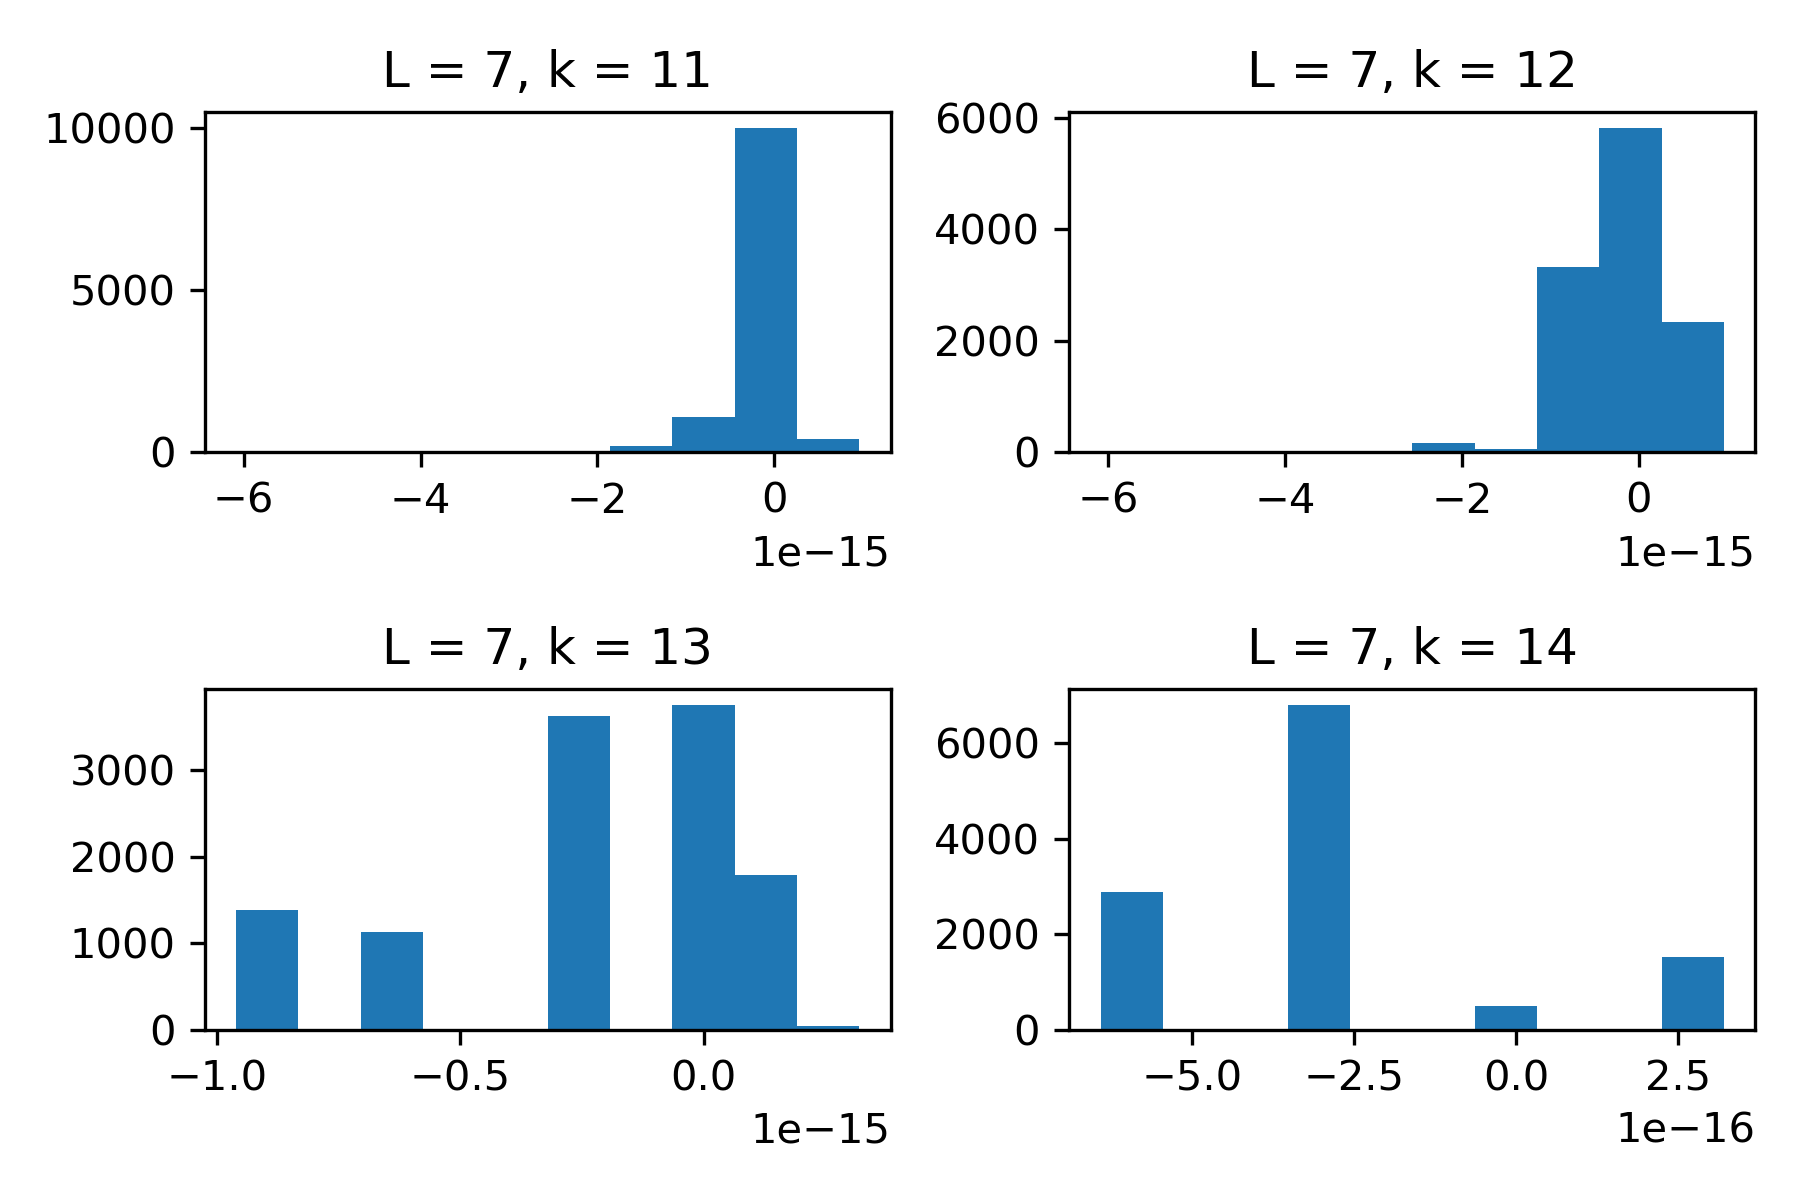 L = 7, k = 11
10000
5000
0
−6 −4 −2 0
1e−15
L = 7, k = 12
6000
4000
2000
0
−6 −4 −2 0
1e−15
L = 7, k = 13
3000
2000
1000
0
−1.0 −0.5 0.0
1e−15
L = 7, k = 14
6000
4000
2000
0
−5.0 −2.5 0.0 2.5
1e−16